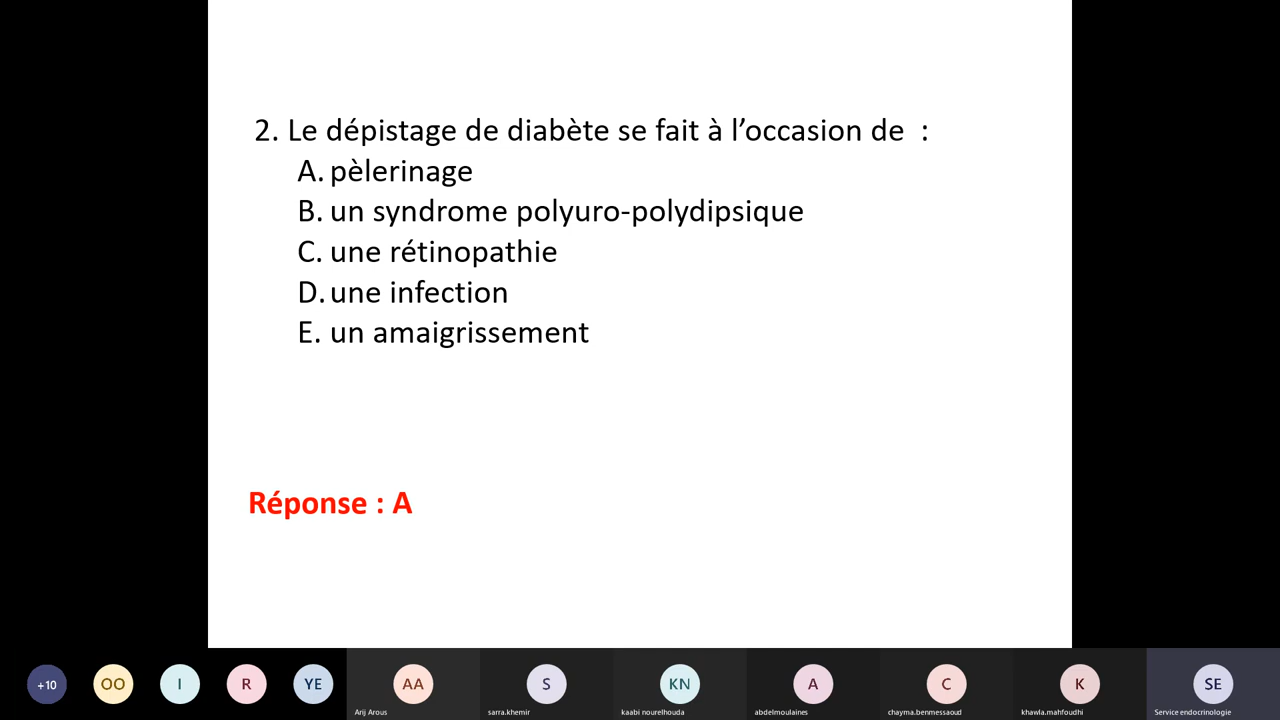 2. Le dépistage de diabète se fait à l’occasion de :
A. pèlerinage
B. un syndrome polyuro-polydipsique
C. une rétinopathie
D. une infection
E. un amaigrissement
Réponse : A
+10 OO I R YE AA S KN A C K SE
Arij Arous sarra.khemir kaabi nourelhouda abdelmoulaines chayma.benmessaoud khawla.mahfoudhi Service endocrinologie